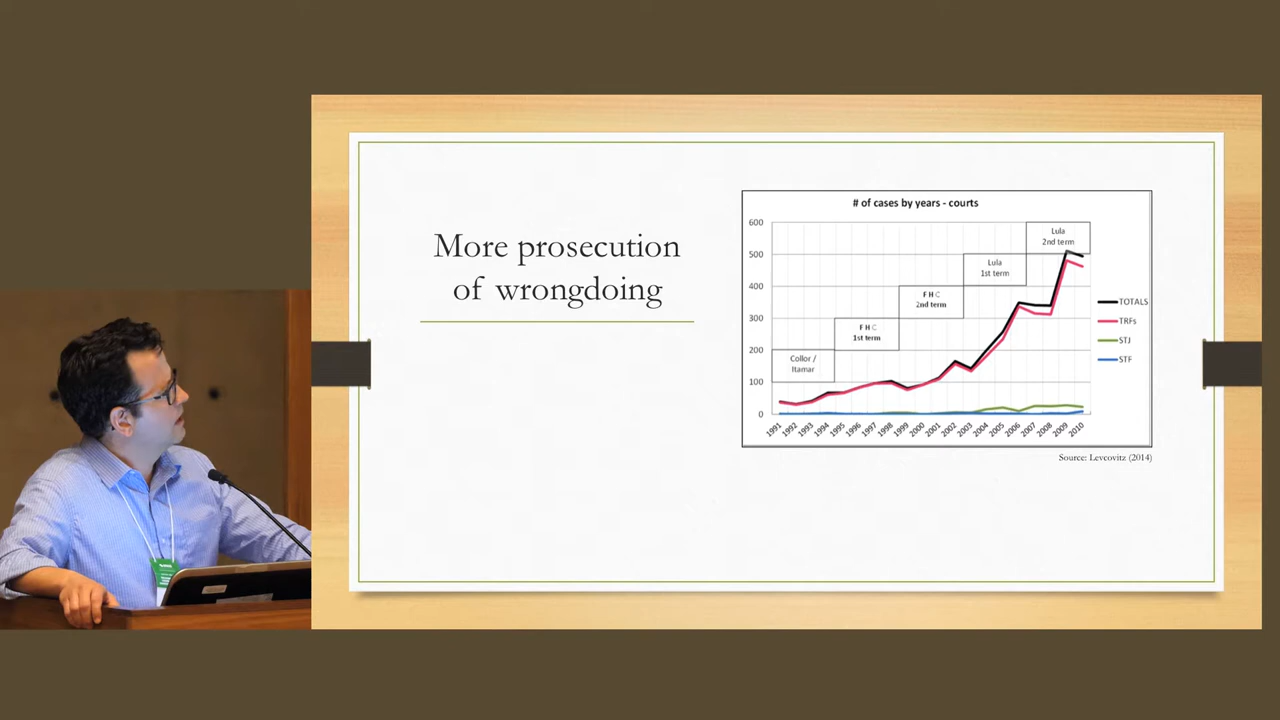 More prosecution
of wrongdoing
# of cases by years - courts
600
500
400
300
200
100
0
Collor /
Itamar
F H C
1st term
F H C
2nd term
Lula
1st term
Lula
2nd term
TOTALS
TRFs
STJ
STF
1991
1992
1993
1994
1995
1996
1997
1998
1999
2000
2001
2002
2003
2004
2005
2006
2007
2008
2009
2010
Source: Levcovitz (2014)